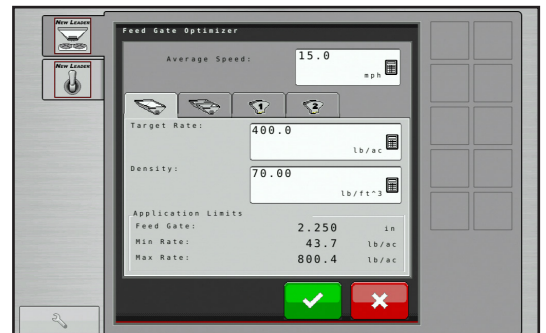 New Leader
New Leader
Feed Gate Optimizer
Average Speed:
15.0
mph
1
2
Target Rate:
400.0
lb/ac
Density:
70.00
lb/ft^3
Application Limits
Feed Gate: 2.250 in
Min Rate: 43.7 lb/ac
Max Rate: 800.4 lb/ac